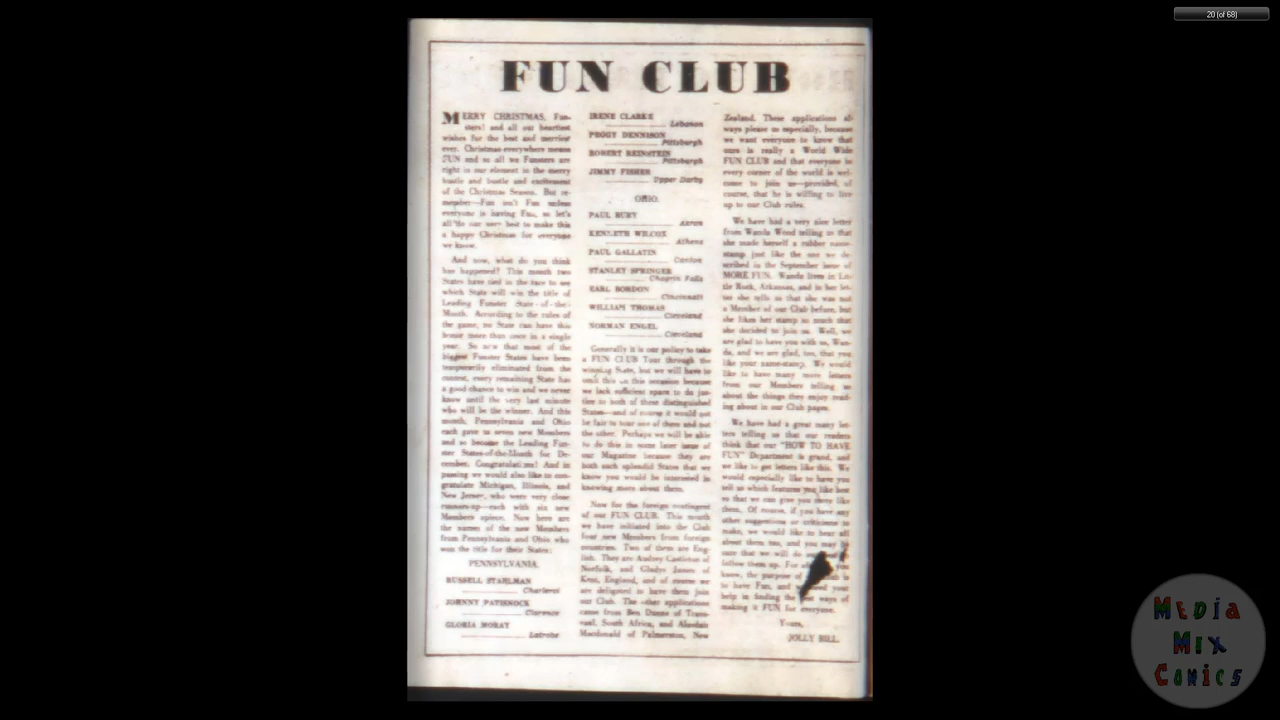 20 (of 68)
FUN CLUB
MERRY CHRISTMAS, Fun-
sters! and all our heartiest
wishes for the best and merriest
ever. Christmas everywhere means
FUN and so all we Funsters are
right in our element in the merry
hustle and bustle and excitement
of the Christmas Season. But re-
member—Fun isn't Fun unless
everyone is having Fun, so let's
all do our very best to make this
a happy Christmas for everyone
we know.
And now, what do you think
has happened? This month two
States have tied in the race to see
which State will win the title of
Leading Funster State-of-the-
Month. According to the rules of
the game, no State can have this
honor more than once in a single
year. So now that most of the
biggest Funster States have been
temporarily eliminated from the
contest, every remaining State has
a good chance to win and we never
know until the very last minute
who will be the winner. And this
month, Pennsylvania and Ohio
each gave us seven new Members
and so became the Leading Fun-
ster States-of-the-Month for De-
cember. Congratulations! And in
passing we would also like to con-
gratulate Michigan, Illinois, and
New Jersey, who were very close
runners-up—each with six new
Members apiece. Now here are
the names of the new Members
from Pennsylvania and Ohio who
won the title for their States:
PENNSYLVANIA
RUSSELL STAHLMAN
Charleroi
JOHNNY PATSHNOCK
Clarence
GLORIA MORAY
Latrobe
IRENE CLARKE
Lebanon
PEGGY DENNISON
Pittsburgh
ROBERT REINSTEIN
Pittsburgh
JIMMY FISHER
Upper Darby
OHIO
PAUL BURY
Akron
KENNETH WILCOX
Athens
PAUL GALLATIN
Canton
STANLEY SPRINGER
Chagrin Falls
EARL BORDON
Cincinnati
WILLIAM THOMAS
Cleveland
NORMAN ENGEL
Cleveland
Generally it is our policy to take
a FUN CLUB Tour through the
winning State, but we will have to
omit this on this occasion because
we lack sufficient space to do jus-
tice to both of these distinguished
States—and of course it would not
be fair to tour one of them and not
the other. Perhaps we will be able
to do this in some later issue of
our Magazine because they are
both such splendid States that we
know you would be interested in
knowing more about them.
Now for the foreign contingent
of our FUN CLUB. This month
we have initiated into the Club
four new Members from foreign
countries. Two of them are Eng-
lish. They are Audrey Castleton of
Norfolk, and Gladys James of
Kent, England, and of course we
are delighted to have them join
our Club. The other applications
came from Ben Dunne of Trans-
vaal, South Africa, and Alasdair
Macdonald of Palmerston, New
Zealand. These applications al-
ways please us especially, because
we want everyone to know that
ours is really a World Wide
FUN CLUB and that everyone in
every corner of the world is wel-
come to join us—provided, of
course, that he is willing to live
up to our Club rules.
We have had a very nice letter
from Wanda Wood telling us that
she made herself a rubber name-
stamp just like the one we de-
scribed in the September issue of
MORE FUN. Wanda lives in Lit-
tle Rock, Arkansas, and in her let-
ter she tells us that she was not
a Member of our Club before, but
she likes her stamp so much that
she decided to join us. Well, we
are glad to have you with us, Wan-
da, and we are glad, too, that you
like your name-stamp. We would
like to have many more letters
from our Members telling us
about the things they enjoy read-
ing about in our Club pages.
We have had a great many let-
ters telling us that our readers
think that our "HOW TO HAVE
FUN" Department is grand, and
we like to get letters like this. We
would especially like to have you
tell us which features you like best
so that we can give you more like
them. Of course, if you have any
other suggestions or criticisms to
make, we would like to hear all
about them too, and you may be
sure that we will do
follow them up. For you
know, the purpose of is
to have Fun, and we need your
help in finding the best ways of
making it FUN for everyone.
Yours,
JOLLY BILL.
MEDIA
MIX
COMICS